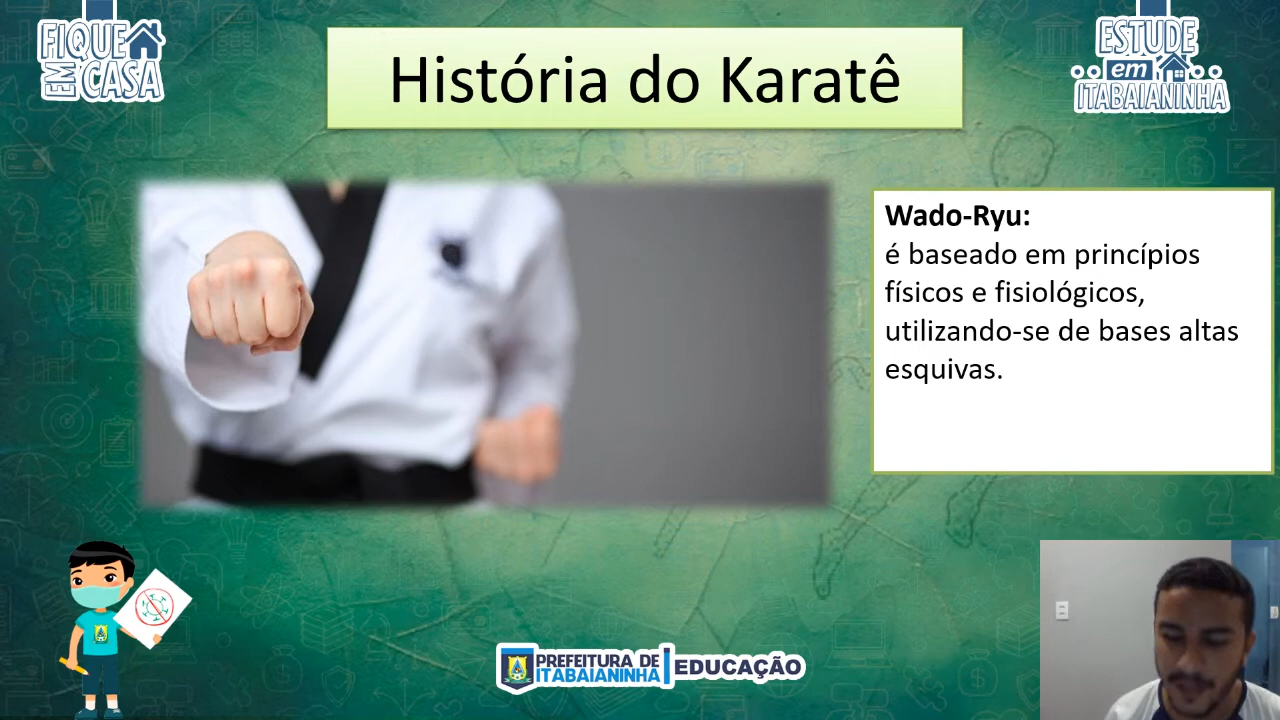 FIQUE
EM CASA
História do Karatê
ESTUDE
em
ITABAIANINHA
Wado-Ryu:
é baseado em princípios
físicos e fisiológicos,
utilizando-se de bases altas
esquivas.
PREFEITURA DE
ITABAIANINHA
EDUCAÇÃO